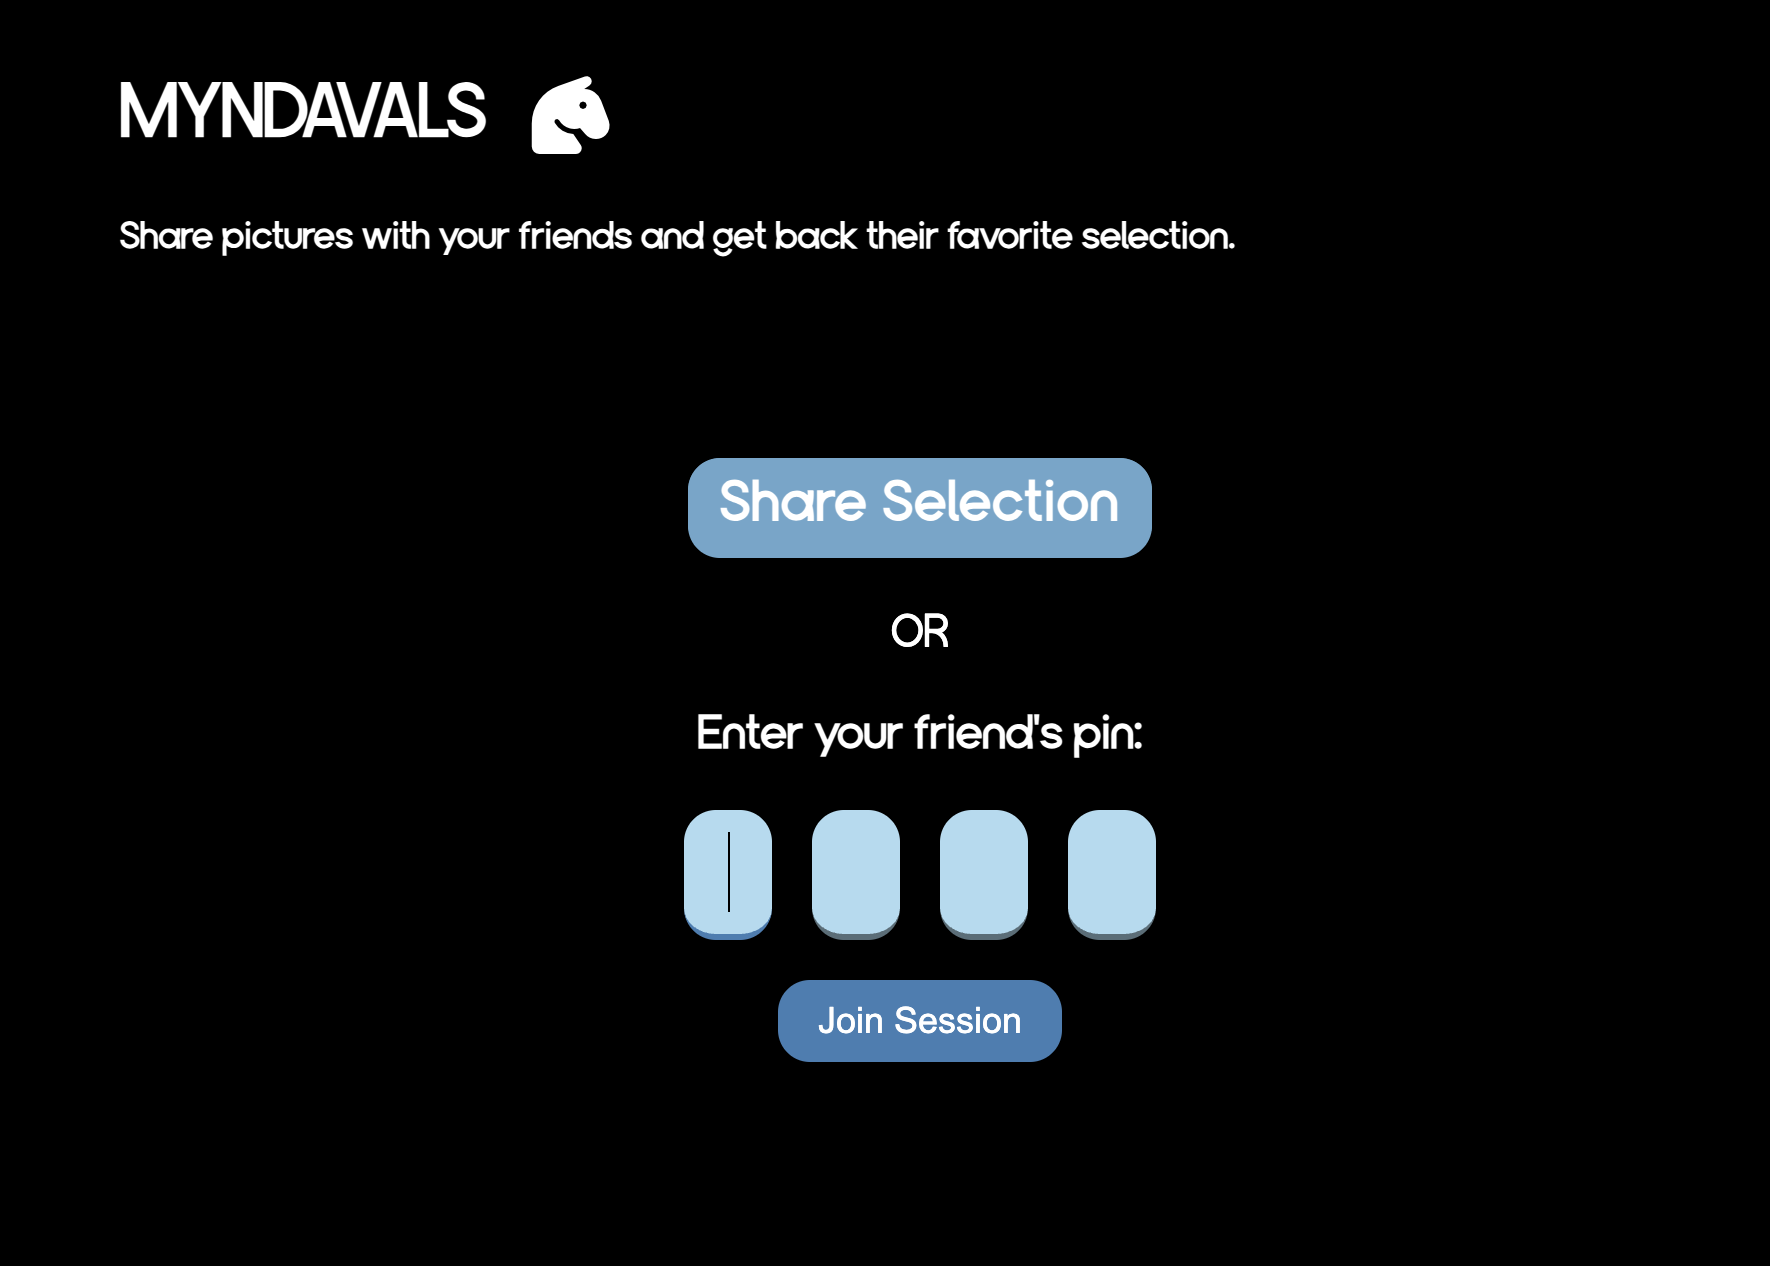 MYNDAVALS
Share pictures with your friends and get back their favorite selection.
Share Selection
OR
Enter your friend's pin:
Join Session